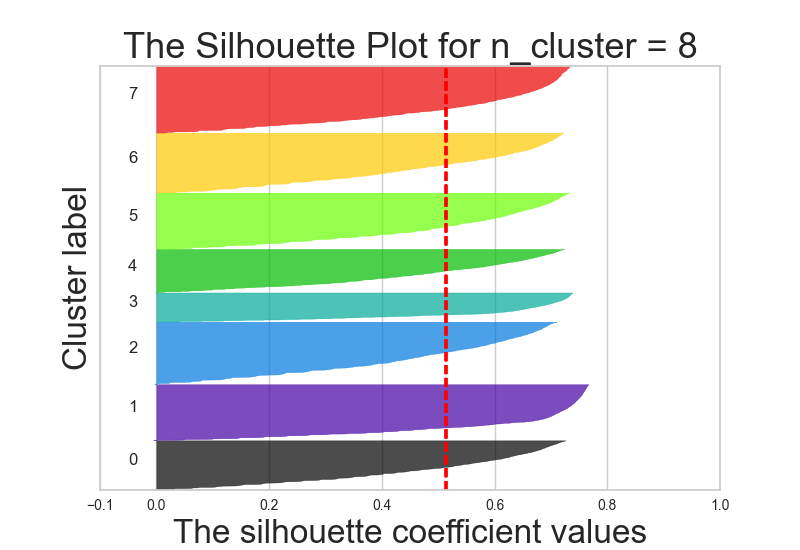 The Silhouette Plot for n_cluster = 8
Cluster label
7
6
5
4
3
2
1
0
−0.1 0.0 0.2 0.4 0.6 0.8 1.0
The silhouette coefficient values